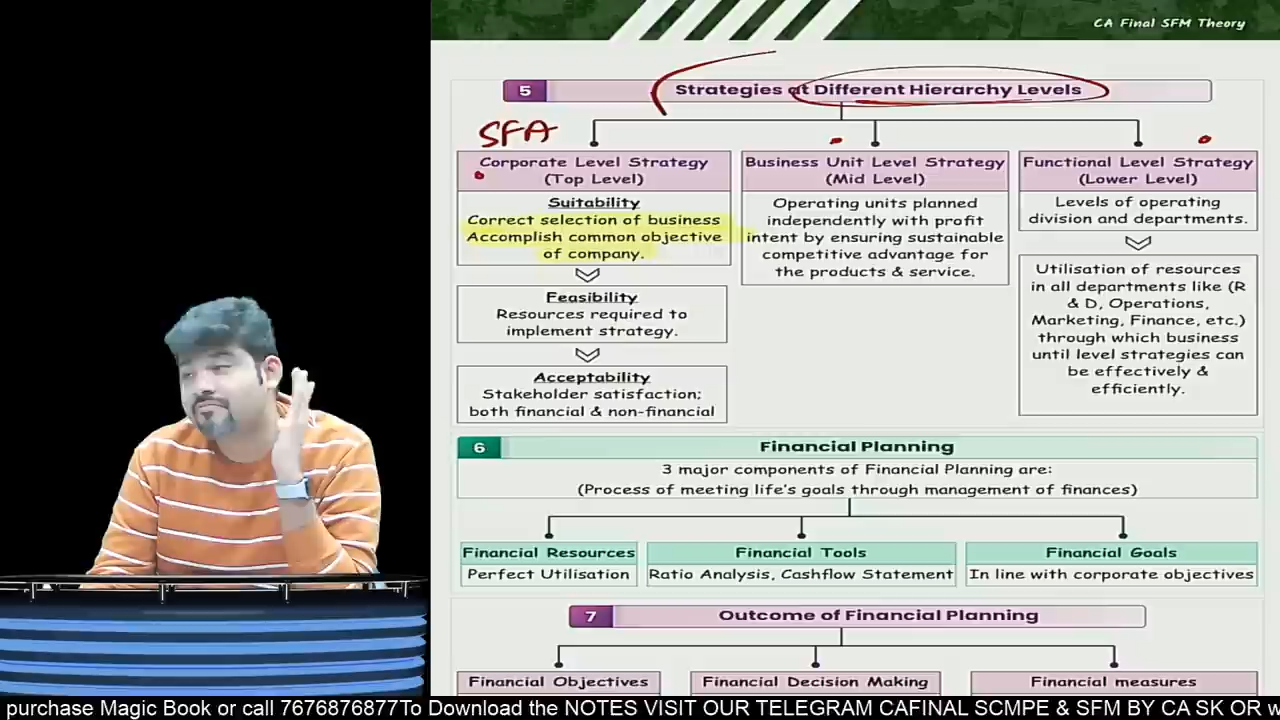 CA Final SFM Theory
5
Strategies at Different Hierarchy Levels
SFA
Corporate Level Strategy
(Top Level)
Suitability
Correct selection of business
Accomplish common objective
of company.
Feasibility
Resources required to
implement strategy.
Acceptability
Stakeholder satisfaction;
both financial & non-financial
Business Unit Level Strategy
(Mid Level)
Operating units planned
independently with profit
intent by ensuring sustainable
competitive advantage for
the products & service.
Functional Level Strategy
(Lower Level)
Levels of operating
division and departments.
Utilisation of resources
in all departments like (R
& D, Operations,
Marketing, Finance, etc.)
through which business
until level strategies can
be effectively &
efficiently.
6
Financial Planning
3 major components of Financial Planning are:
(Process of meeting life's goals through management of finances)
Financial Resources
Perfect Utilisation
Financial Tools
Ratio Analysis, Cashflow Statement
Financial Goals
In line with corporate objectives
7
Outcome of Financial Planning
Financial Objectives
Financial Decision Making
Financial measures
purchase Magic Book or call 7676876877To Download the NOTES VISIT OUR TELEGRAM CAFINAL SCMPE & SFM BY CA SK OR w